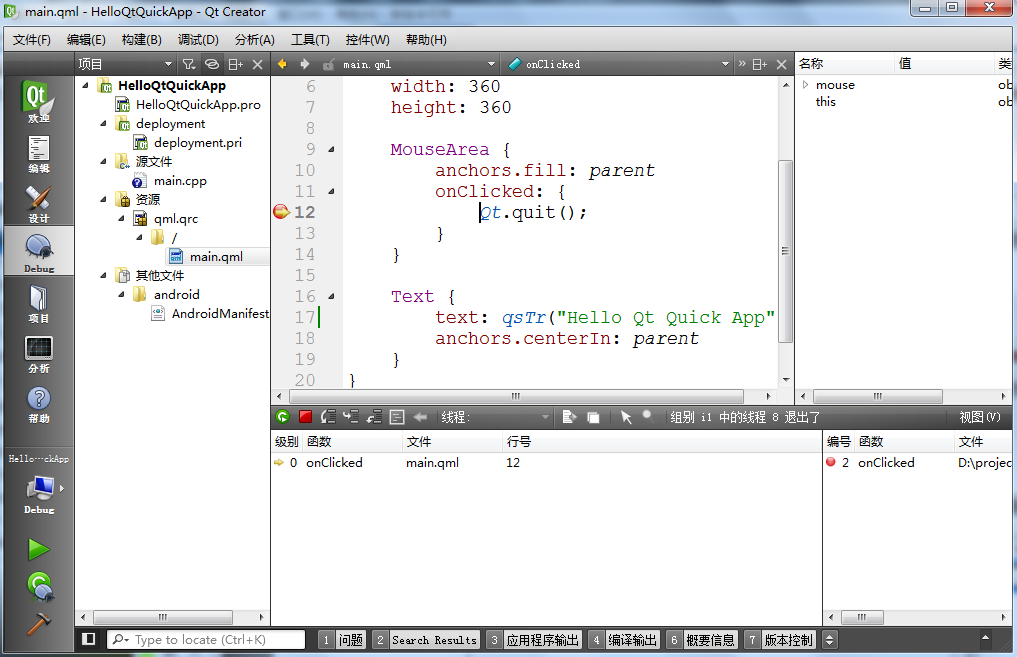 main.qml - HelloQtQuickApp - Qt Creator
文件(F) 编辑(E) 构建(B) 调试(D) 分析(A) 工具(T) 控件(W) 帮助(H)
欢迎
编辑
设计
Debug
项目
分析
帮助
Hello···ckApp
Debug
项目
HelloQtQuickApp
HelloQtQuickApp.pro
deployment
deployment.pri
源文件
main.cpp
资源
qml.qrc
/
main.qml
其他文件
android
AndroidManifest
main.qml onClicked
6 width: 360
7 height: 360
8
9 MouseArea {
10 anchors.fill: parent
11 onClicked: {
12 Qt.quit();
13 }
14 }
15
16 Text {
17 text: qsTr("Hello Qt Quick App"
18 anchors.centerIn: parent
19 }
20 }
名称 值 类
mouse ob
this ob
线程: 组别 i1 中的线程 8 退出了 视图(V)
级别 函数 文件 行号
0 onClicked main.qml 12
编号 函数 文件
2 onClicked D:\projec
Type to locate (Ctrl+K) 1 问题 2 Search Results 3 应用程序输出 4 编译输出 6 概要信息 7 版本控制